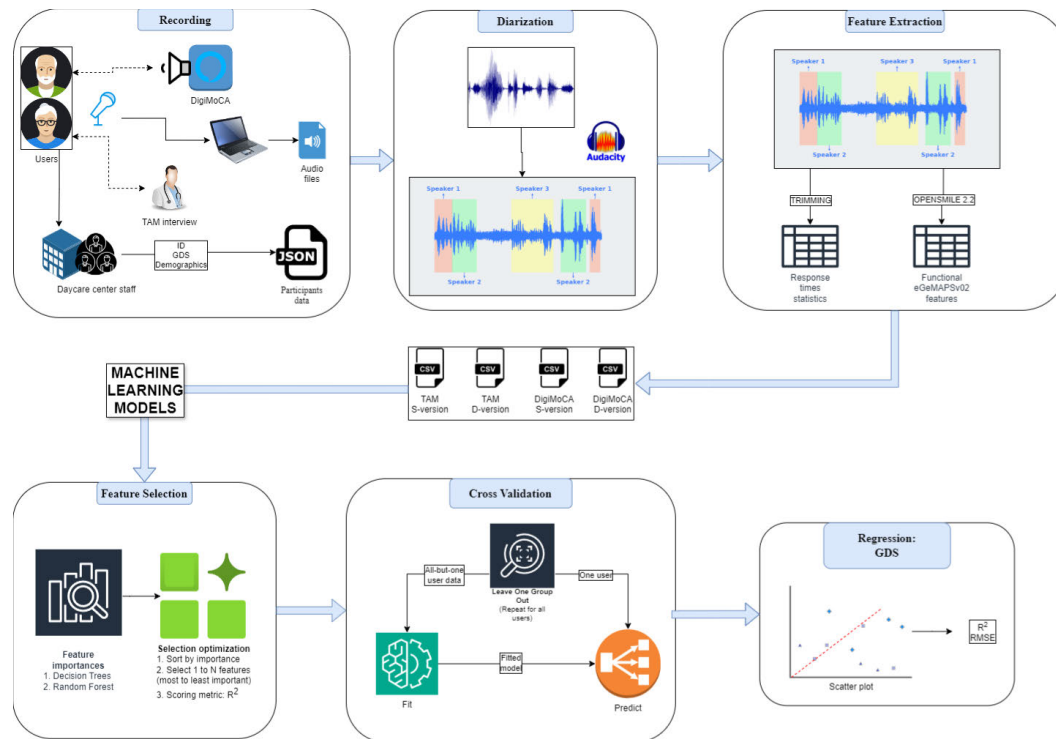 Recording
DigiMoCA
Users
Audio
files
TAM interview
ID
GDS
Demographics
JSON
Daycare center staff
Participants
data
Diarization
Audacity
Speaker 1
Speaker 3
Speaker 1
Speaker 2
Speaker 2
Feature Extraction
Speaker 1
Speaker 3
Speaker 1
Speaker 2
Speaker 2
TRIMMING
OPENSMILE 2.2
Response
times
statistics
Functional
eGeMAPSv02
features
MACHINE
LEARNING
MODELS
CSV
TAM
S-version
CSV
TAM
D-version
CSV
DigiMoCA
S-version
CSV
DigiMoCA
D-version
Feature Selection
Feature
importances
1. Decision Trees
2. Random Forest
Selection optimization
1. Sort by importance
2. Select 1 to N features
(most to least important)
3. Scoring metric: R²
Cross Validation
All-but-one
user data
One user
Leave One Group
Out
(Repeat for all
users)
Fitted
model
Fit
Predict
Regression:
GDS
R²
RMSE
Scatter plot